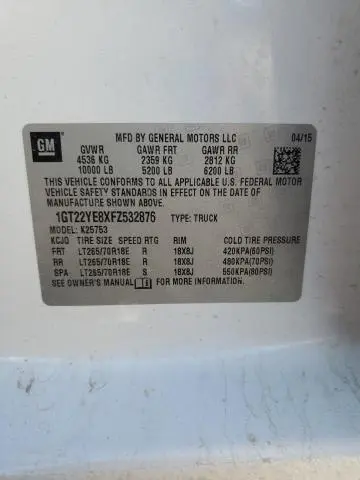 GM
MFD BY GENERAL MOTORS LLC 04/15
GVWR GAWR FRT GAWR RR
4536 KG 2359 KG 2812 KG
10000 LB 5200 LB 6200 LB
THIS VEHICLE CONFORMS TO ALL APPLICABLE U.S. FEDERAL MOTOR
VEHICLE SAFETY STANDARDS IN EFFECT ON THE DATE OF
MANUFACTURE SHOWN ABOVE.
1GT22YE8XFZ532876 TYPE: TRUCK
MODEL: K25753
KCJQ TIRE SIZE SPEED RTG RIM COLD TIRE PRESSURE
FRT LT265/70R18E R 18X8J 420KPA(60PSI)
RR LT265/70R18E R 18X8J 480KPA(70PSI)
SPA LT265/70R18E R 18X8J 550KPA(80PSI)
SEE OWNER'S MANUAL FOR MORE INFORMATION.